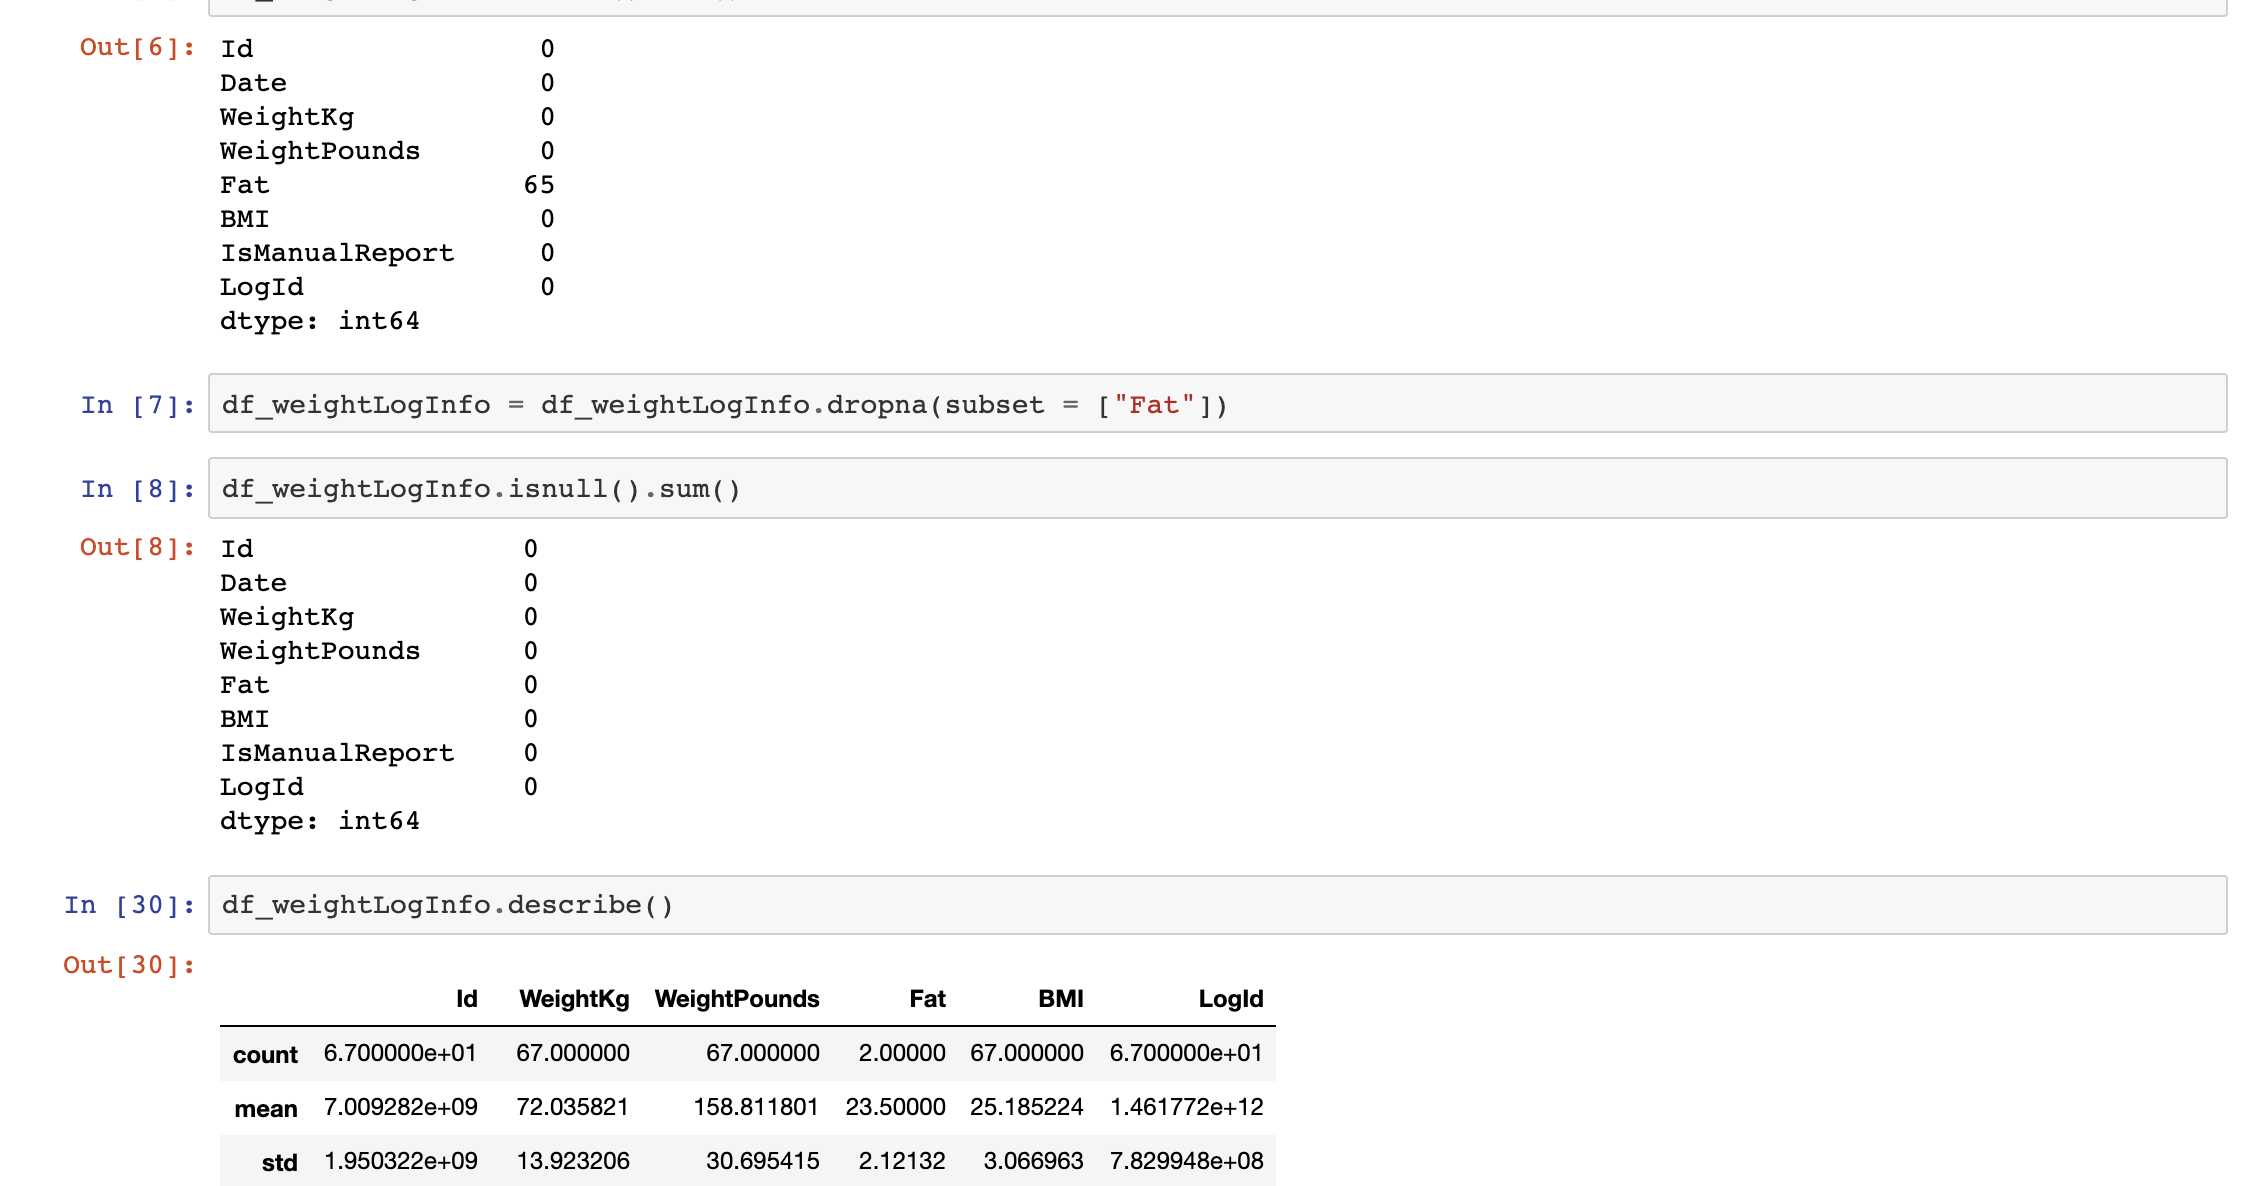 Out[6]: Id 0
Date 0
WeightKg 0
WeightPounds 0
Fat 65
BMI 0
IsManualReport 0
LogId 0
dtype: int64
In [7]: df_weightLogInfo = df_weightLogInfo.dropna(subset = ["Fat"])
In [8]: df_weightLogInfo.isnull().sum()
Out[8]: Id 0
Date 0
WeightKg 0
WeightPounds 0
Fat 0
BMI 0
IsManualReport 0
LogId 0
dtype: int64
In [30]: df_weightLogInfo.describe()
Out[30]:
Id WeightKg WeightPounds Fat BMI LogId
count 6.700000e+01 67.000000 67.000000 2.00000 67.000000 6.700000e+01
mean 7.009282e+09 72.035821 158.811801 23.50000 25.185224 1.461772e+12
std 1.950322e+09 13.923206 30.695415 2.12132 3.066963 7.829948e+08